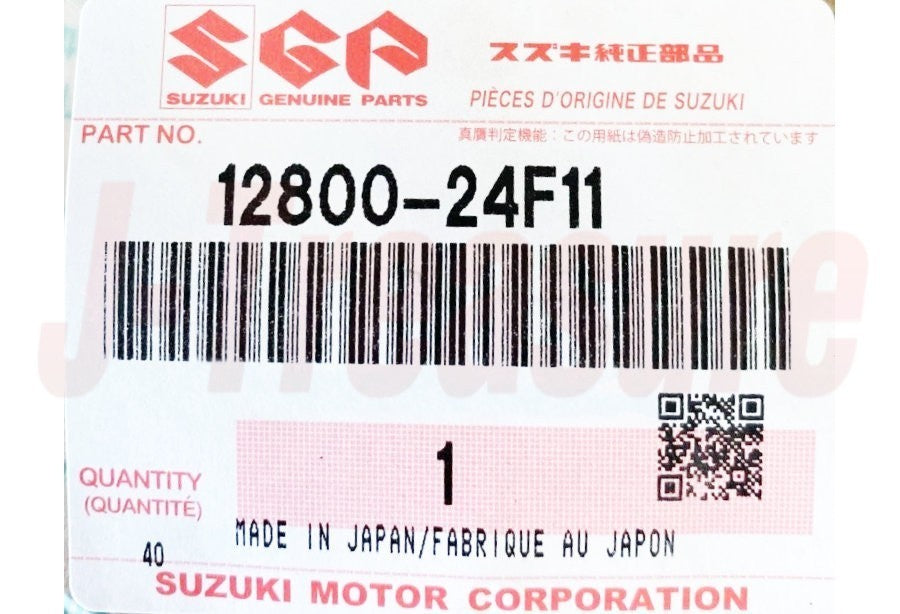 SGP
スズキ純正部品
SUZUKI GENUINE PARTS
PIÈCES D'ORIGINE DE SUZUKI
PART NO.
真贋判定機能：この用紙は偽造防止加工されています
12800-24F11
J-Treasure
1
QUANTITY
(QUANTITÉ)
MADE IN JAPAN/FABRIQUE AU JAPON
40
SUZUKI MOTOR CORPORATION